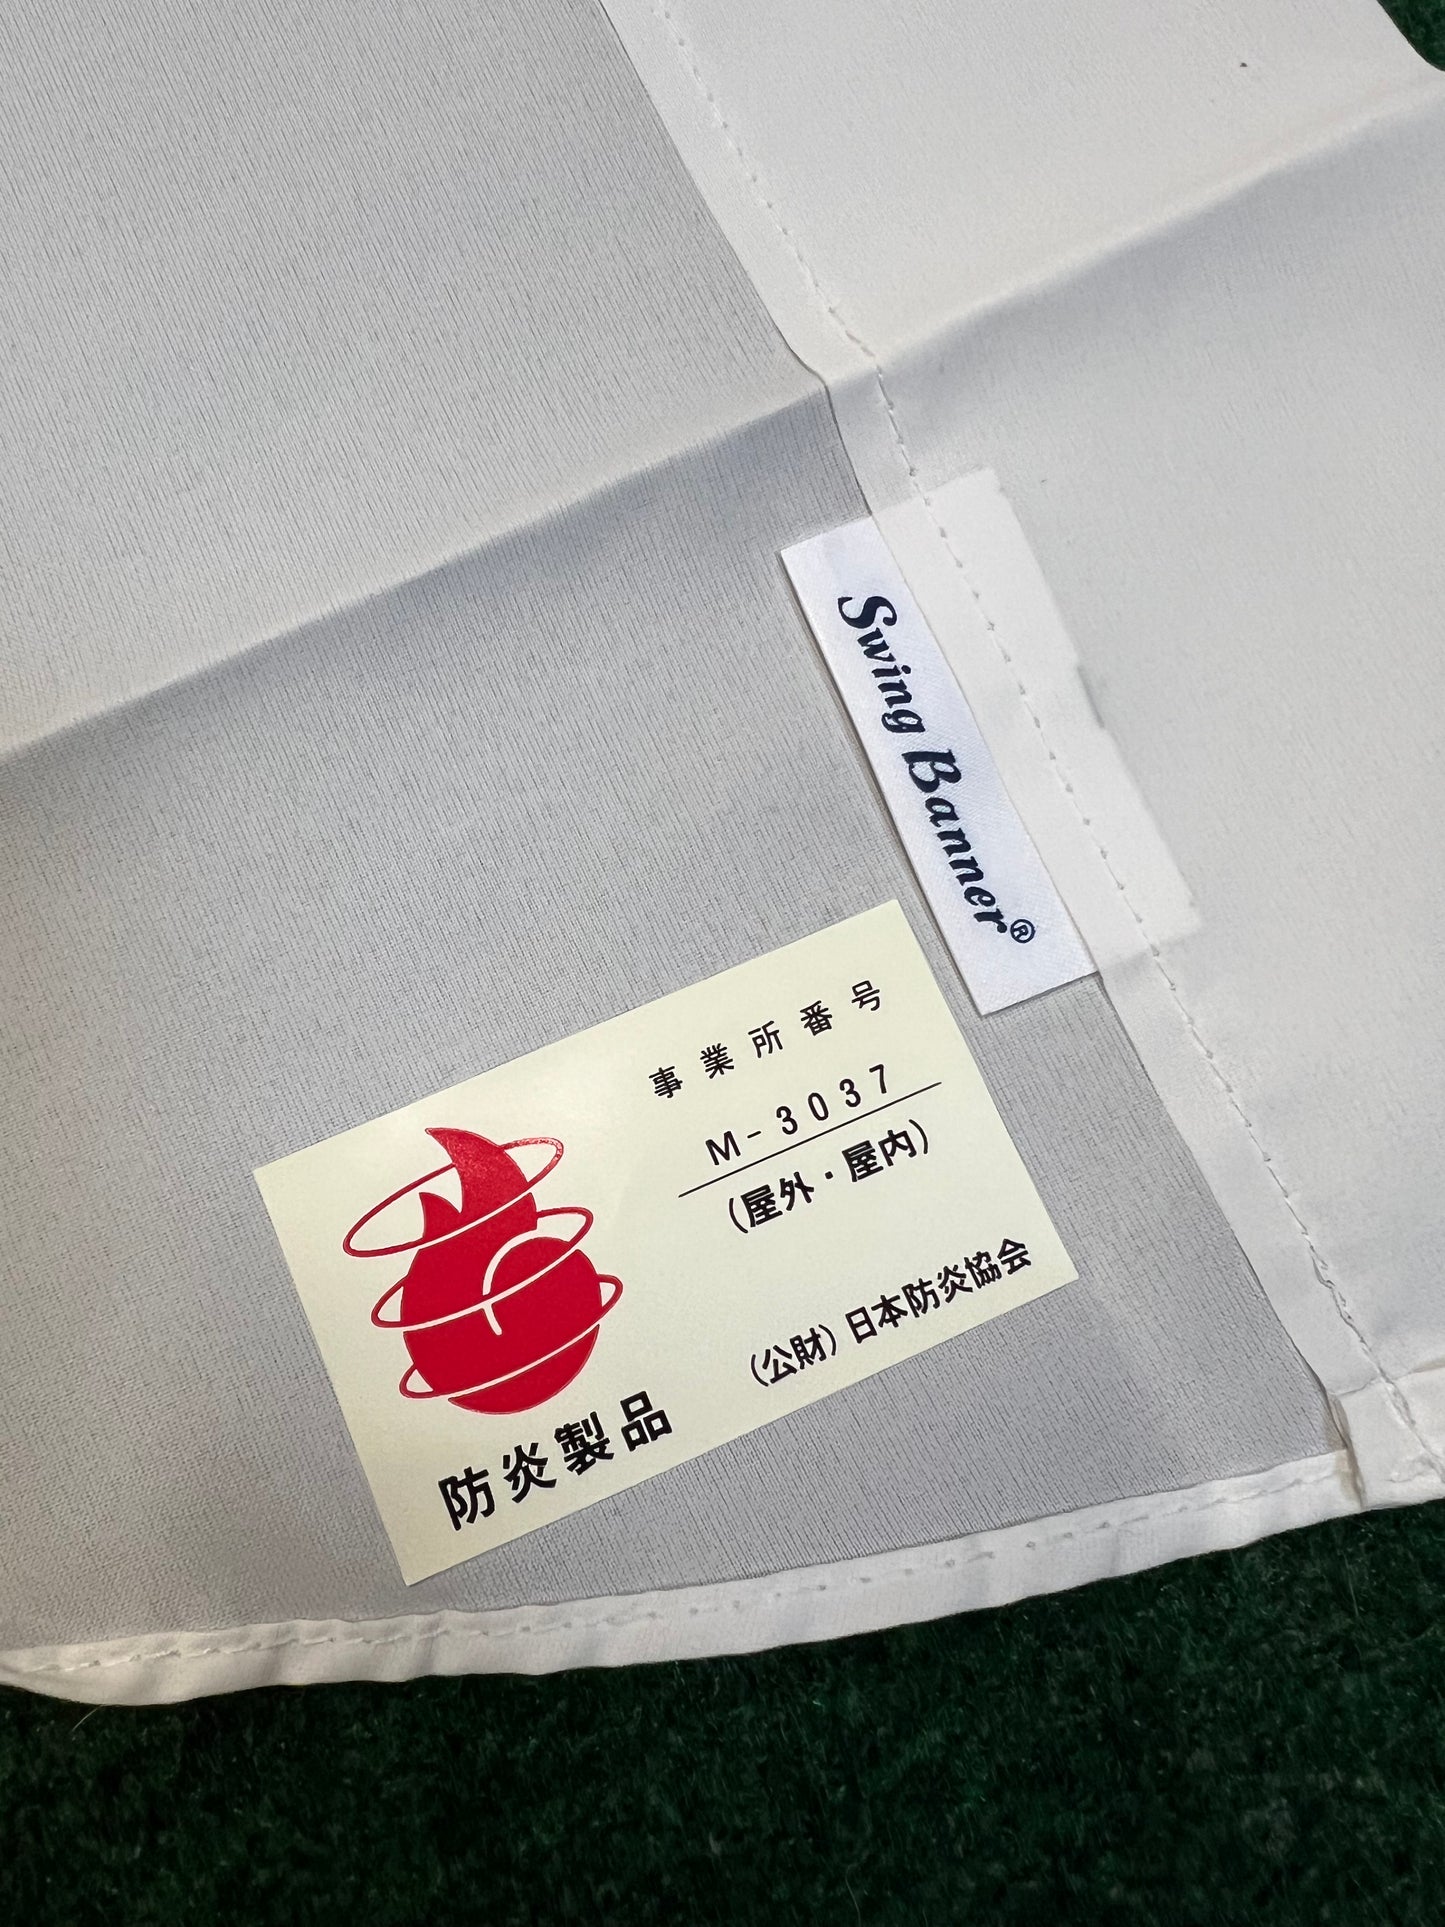 Swing Banner®
事業所番号
M-3037
(屋外・屋内)
(公財)日本防炎協会
防炎製品